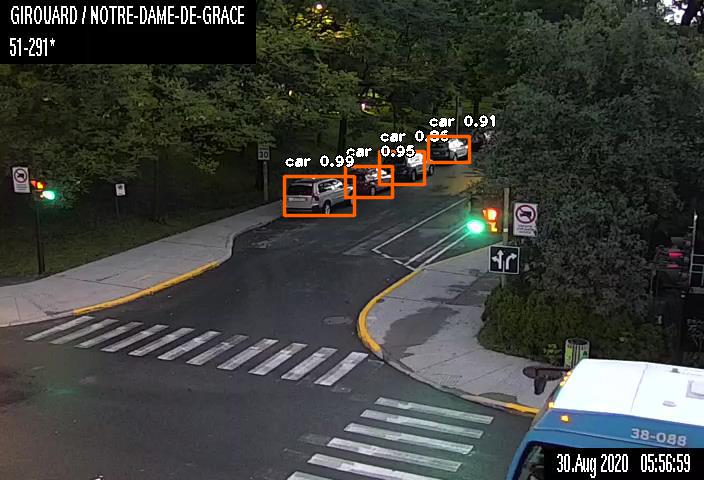 GIROUARD / NOTRE-DAME-DE-GRACE
51-291*
car 0.91
car 0.86
car 0.95
car 0.99
30
38-088
30.Aug 2020 05:56:59